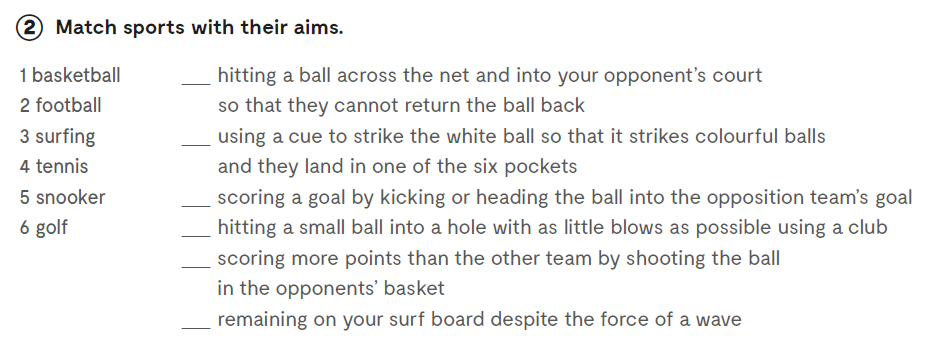 2 Match sports with their aims.
1 basketball ___ hitting a ball across the net and into your opponent's court
2 football so that they cannot return the ball back
3 surfing ___ using a cue to strike the white ball so that it strikes colourful balls
4 tennis and they land in one of the six pockets
5 snooker ___ scoring a goal by kicking or heading the ball into the opposition team's goal
6 golf ___ hitting a small ball into a hole with as little blows as possible using a club
___ scoring more points than the other team by shooting the ball
in the opponents' basket
___ remaining on your surf board despite the force of a wave